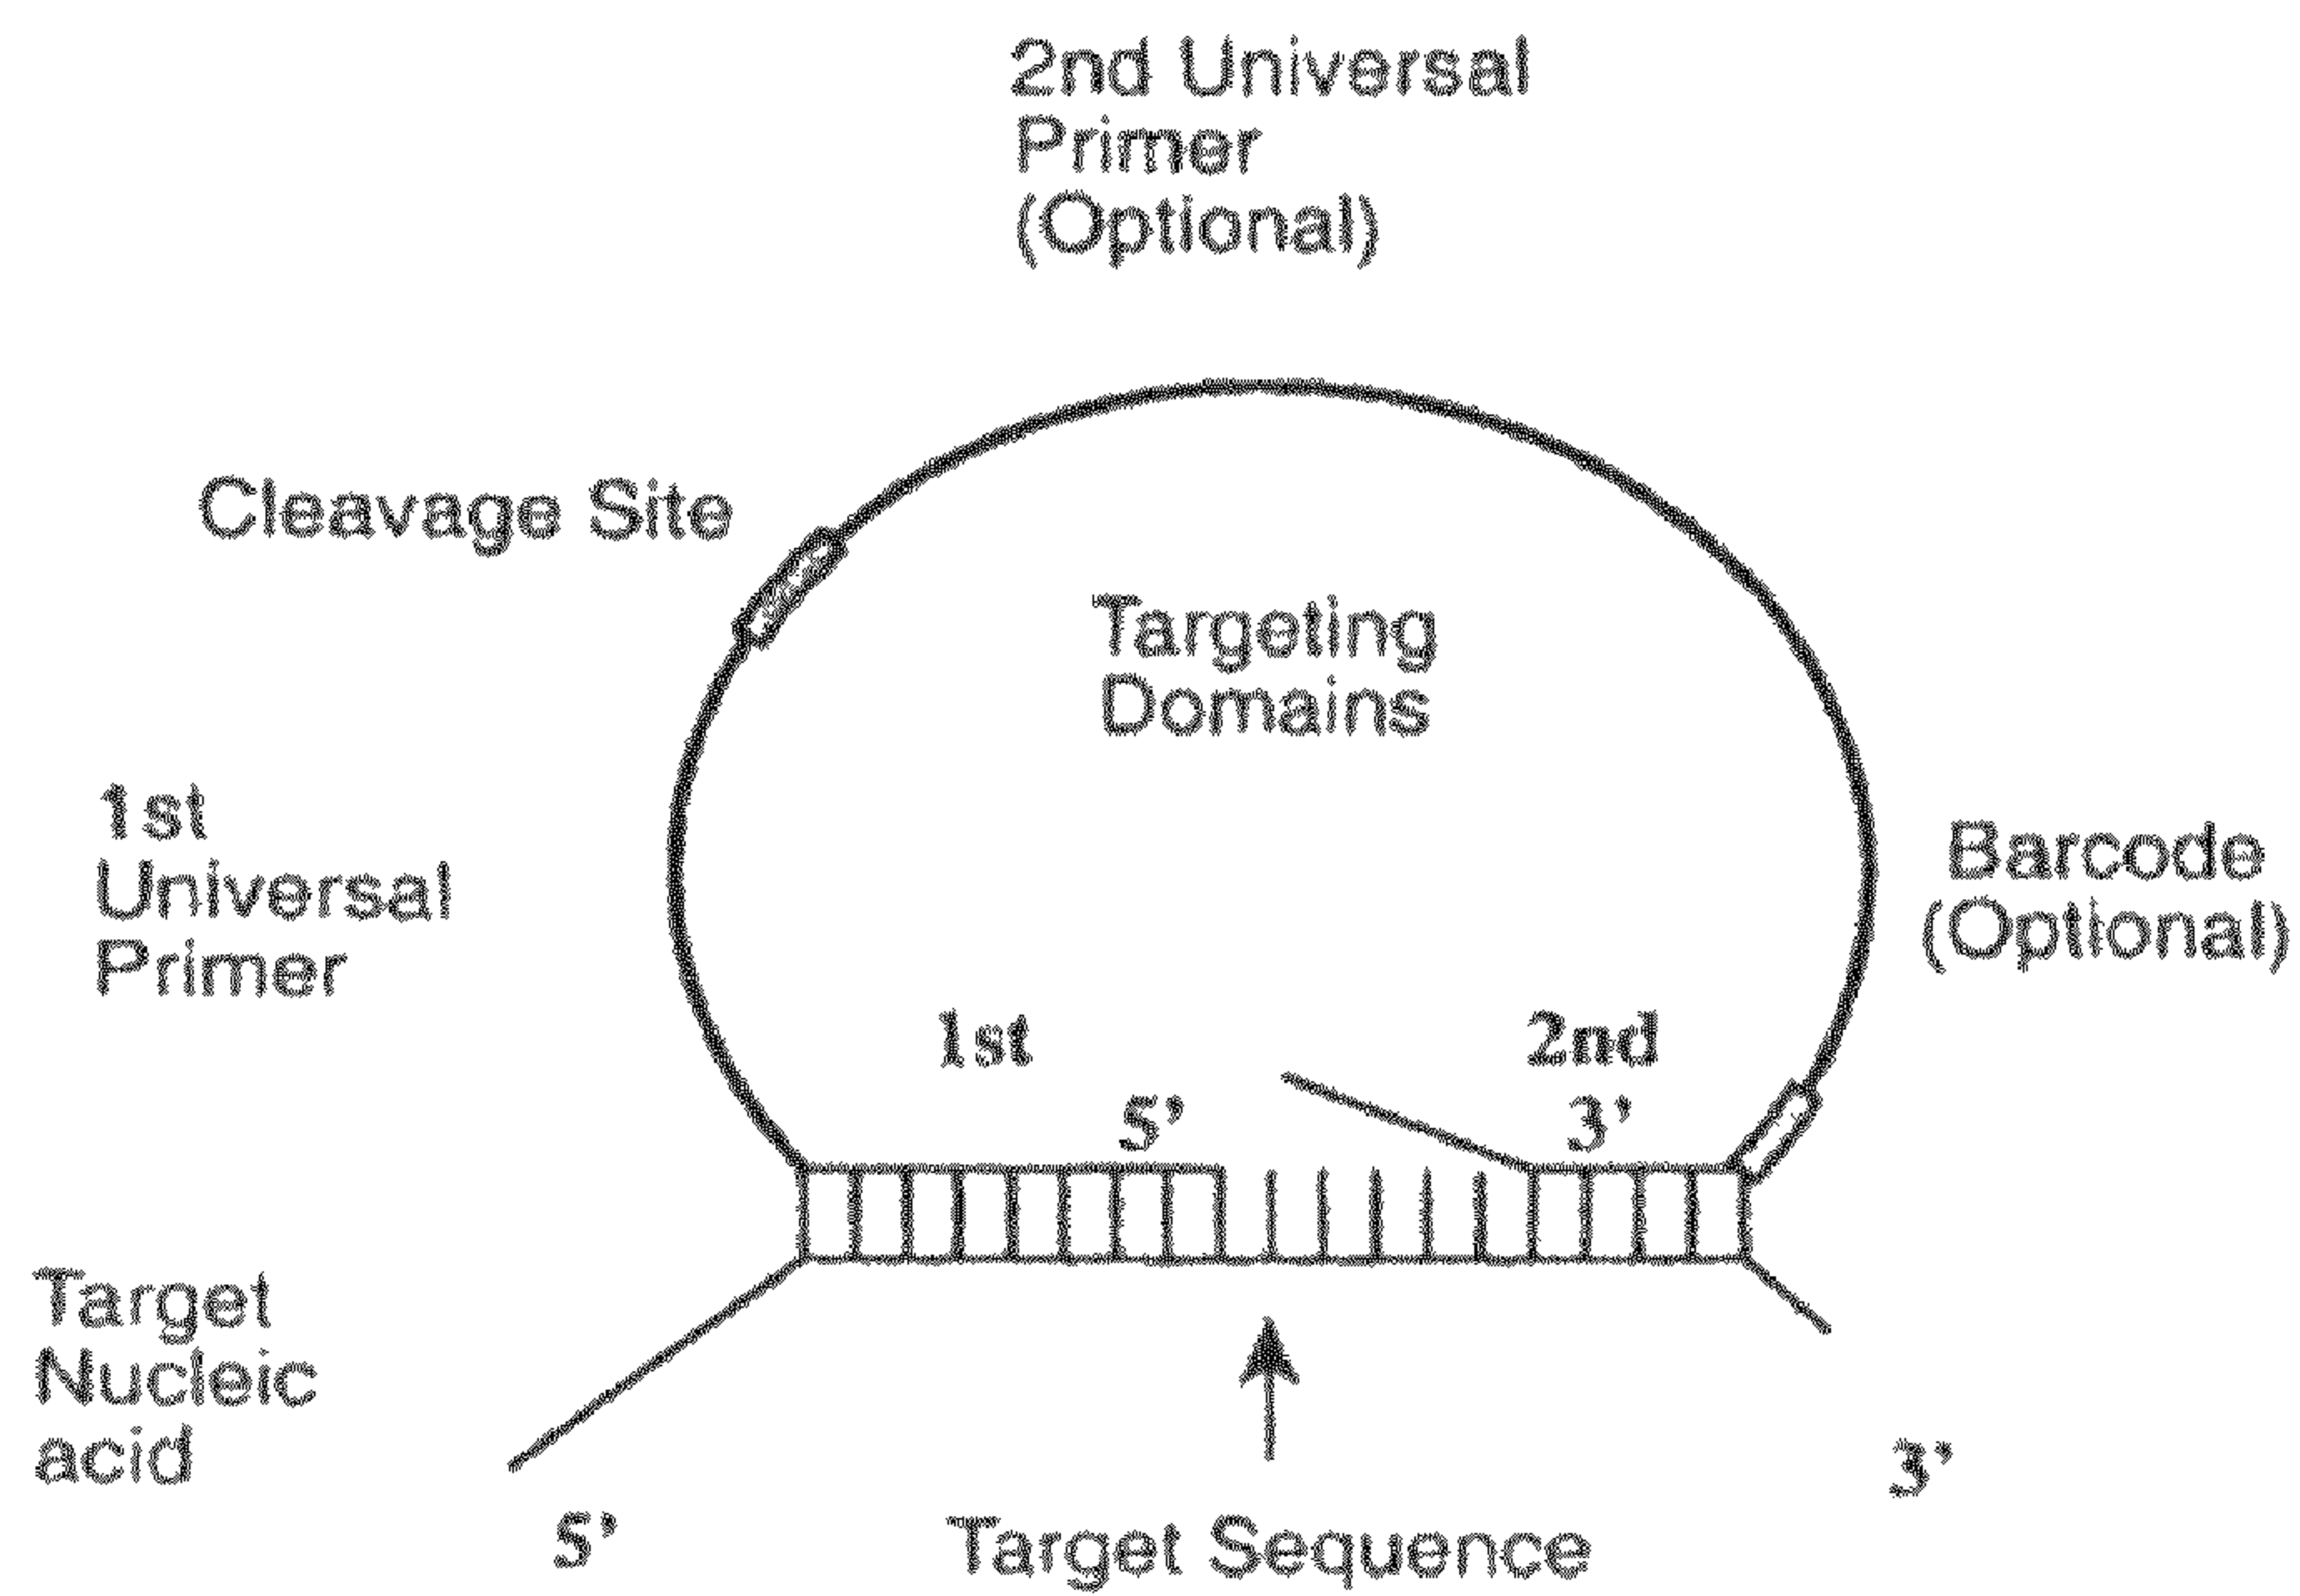 2nd Universal
Primer
(Optional)
Cleavage Site
Targeting
Domains
1st
Universal
Primer
Barcode
(Optional)
1st
2nd
5’
3’
Target
Nucleic
acid
3’
5’
Target Sequence